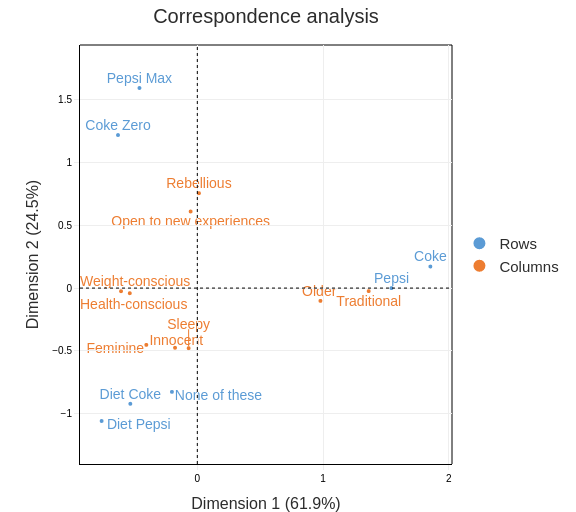 Correspondence analysis
Pepsi Max
1.5
Coke Zero
1
Rebellious
Open to new experiences
0.5
Rows
Coke
Columns
Pepsi
Weight-conscious
0
Older
Traditional
Health-conscious
Sleepy
Innocent
Feminine
−0.5
Diet Coke
None of these
−1
Diet Pepsi
0
1
2
Dimension 1 (61.9%)
Dimension 2 (24.5%)